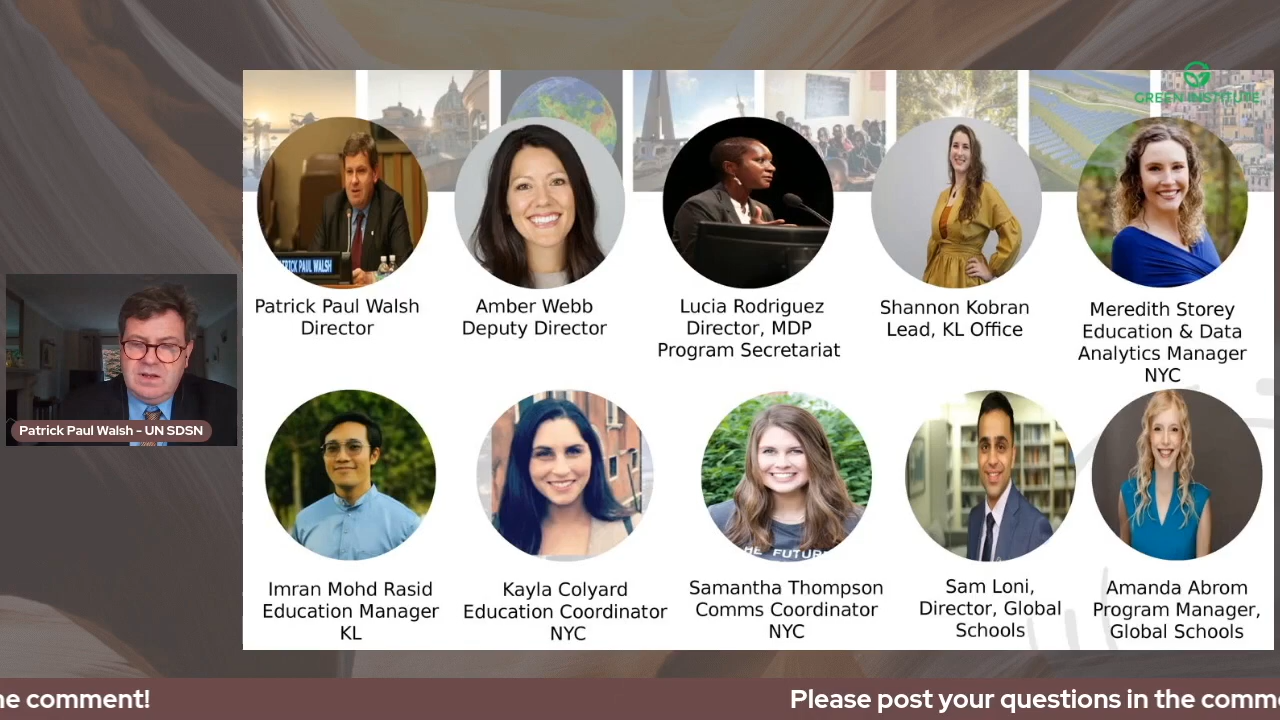 GREEN INSTITUTE
PATRICK PAUL WALSH
Patrick Paul Walsh
Director
Amber Webb
Deputy Director
Lucia Rodriguez
Director, MDP
Program Secretariat
Shannon Kobran
Lead, KL Office
Meredith Storey
Education & Data
Analytics Manager
NYC
Patrick Paul Walsh - UN SDSN
THE FUTURE
Imran Mohd Rasid
Education Manager
KL
Kayla Colyard
Education Coordinator
NYC
Samantha Thompson
Comms Coordinator
NYC
Sam Loni,
Director, Global
Schools
Amanda Abrom
Program Manager,
Global Schools
he comment!
Please post your questions in the comm